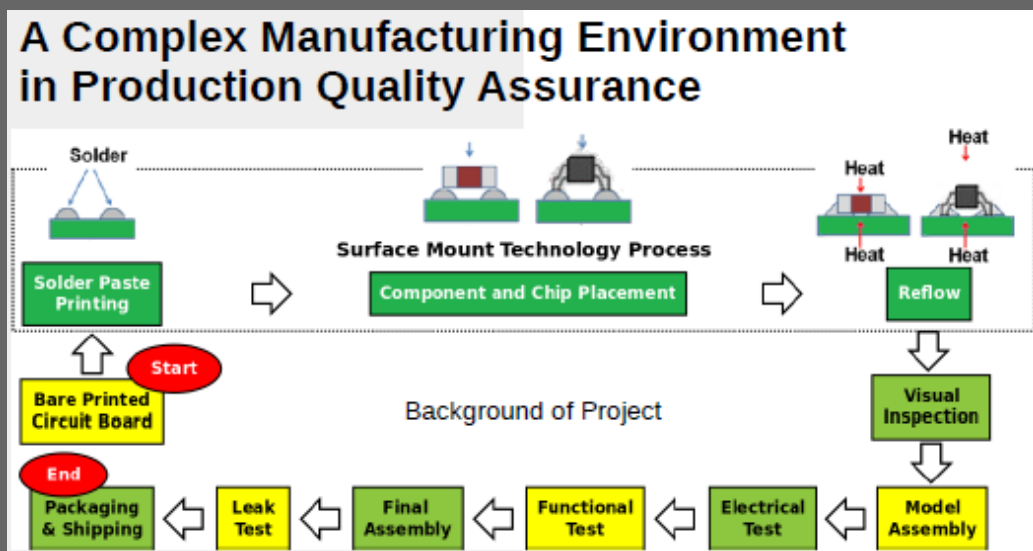 A Complex Manufacturing Environment
in Production Quality Assurance
Solder
Heat
Heat
Heat
Heat
Surface Mount Technology Process
Solder Paste
Printing
Component and Chip Placement
Reflow
Start
Bare Printed
Circuit Board
Background of Project
Visual
Inspection
End
Packaging
& Shipping
Leak
Test
Final
Assembly
Functional
Test
Electrical
Test
Model
Assembly